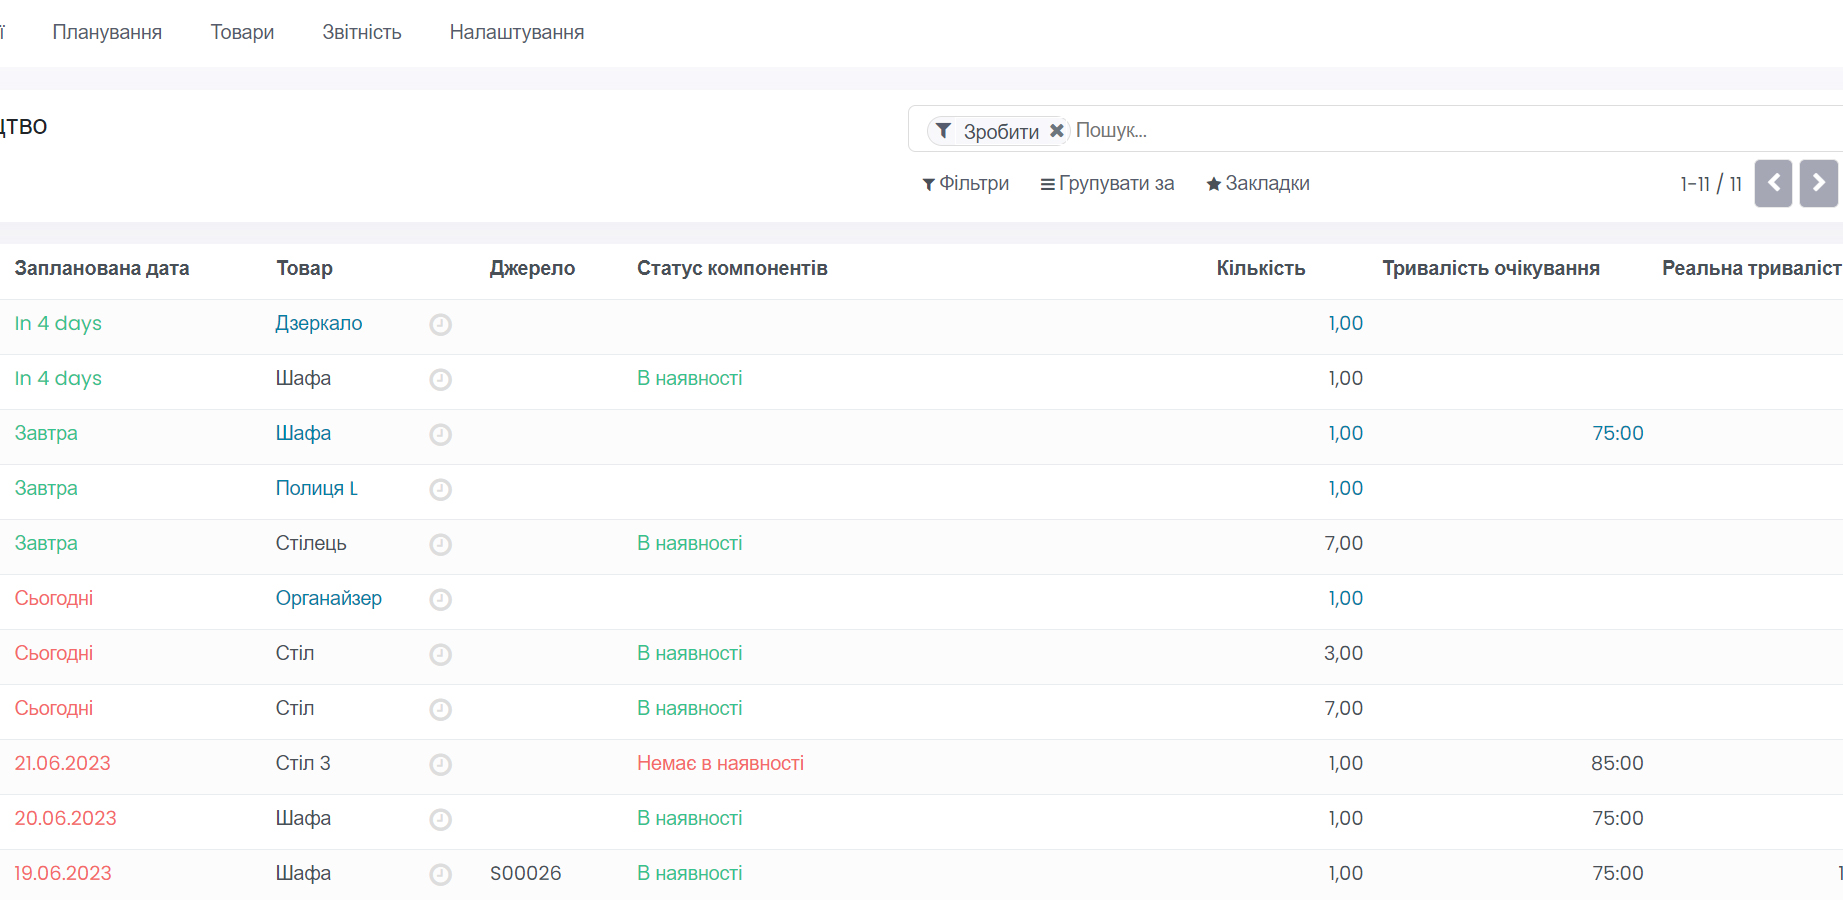 ї Планування Товари Звітність Налаштування
цтво
Зробити Пошук...
Фільтри Групувати за Закладки 1-11 / 11
Запланована дата Товар Джерело Статус компонентів Кількість Тривалість очікування Реальна триваліст
In 4 days Дзеркало 1,00
In 4 days Шафа В наявності 1,00
Завтра Шафа 1,00 75:00
Завтра Полиця L 1,00
Завтра Стілець В наявності 7,00
Сьогодні Органайзер 1,00
Сьогодні Стіл В наявності 3,00
Сьогодні Стіл В наявності 7,00
21.06.2023 Стіл 3 Немає в наявності 1,00 85:00
20.06.2023 Шафа В наявності 1,00 75:00
19.06.2023 Шафа S00026 В наявності 1,00 75:00 1